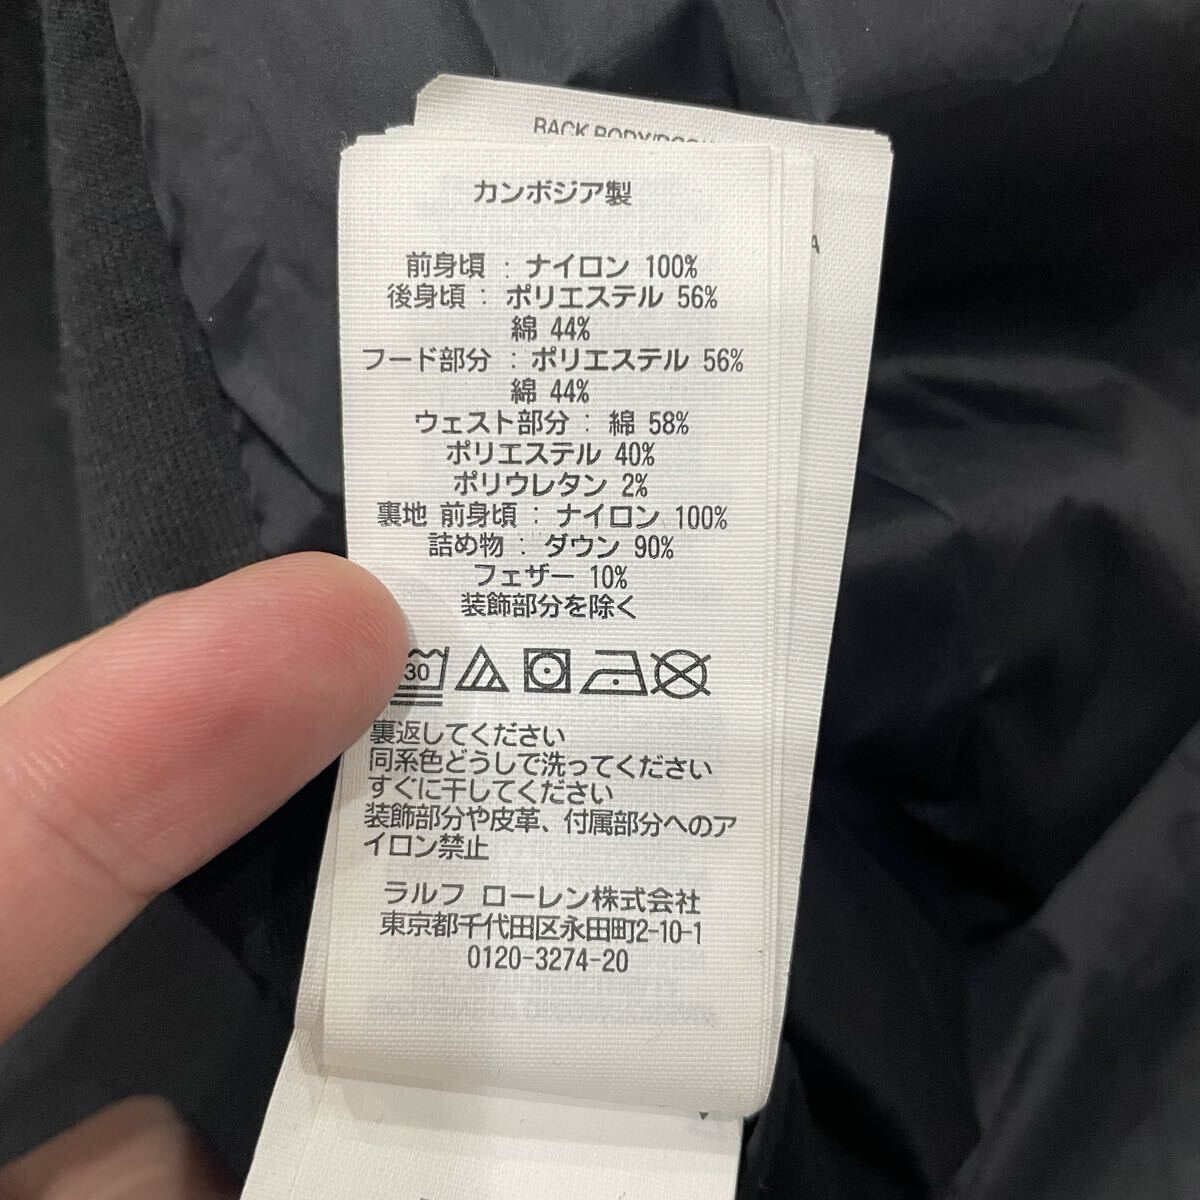 BACK BODY
A
カンボジア製
前身頃 : ナイロン 100%
後身頃 : ポリエステル 56%
綿 44%
フード部分 : ポリエステル 56%
綿 44%
ウェスト部分 : 綿 58%
ポリエステル 40%
ポリウレタン 2%
裏地 前身頃 : ナイロン 100%
詰め物 : ダウン 90%
フェザー 10%
装飾部分を除く
30
裏返してください
同系色どうしで洗ってください
すぐに干してください
装飾部分や皮革、付属部分へのア
イロン禁止
ラルフ ローレン株式会社
東京都千代田区永田町2-10-1
0120-3274-20